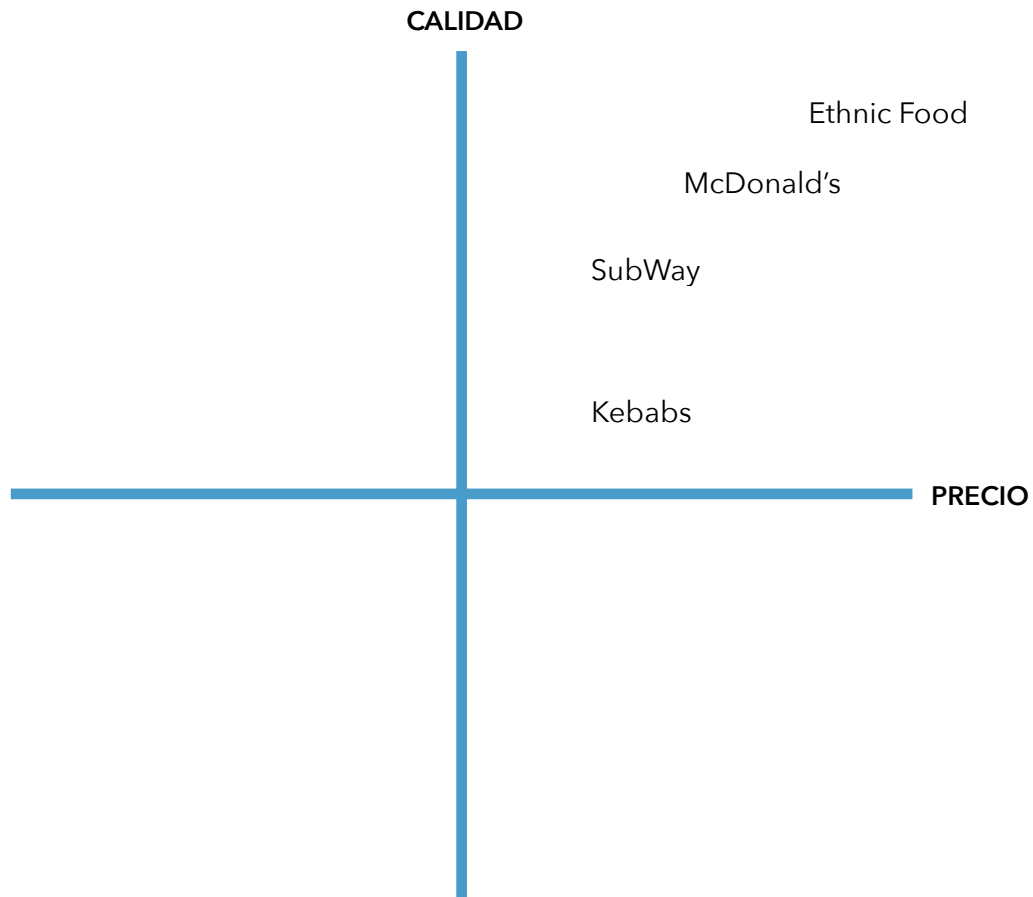 CALIDAD
Ethnic Food
McDonald’s
SubWay
Kebabs
PRECIO